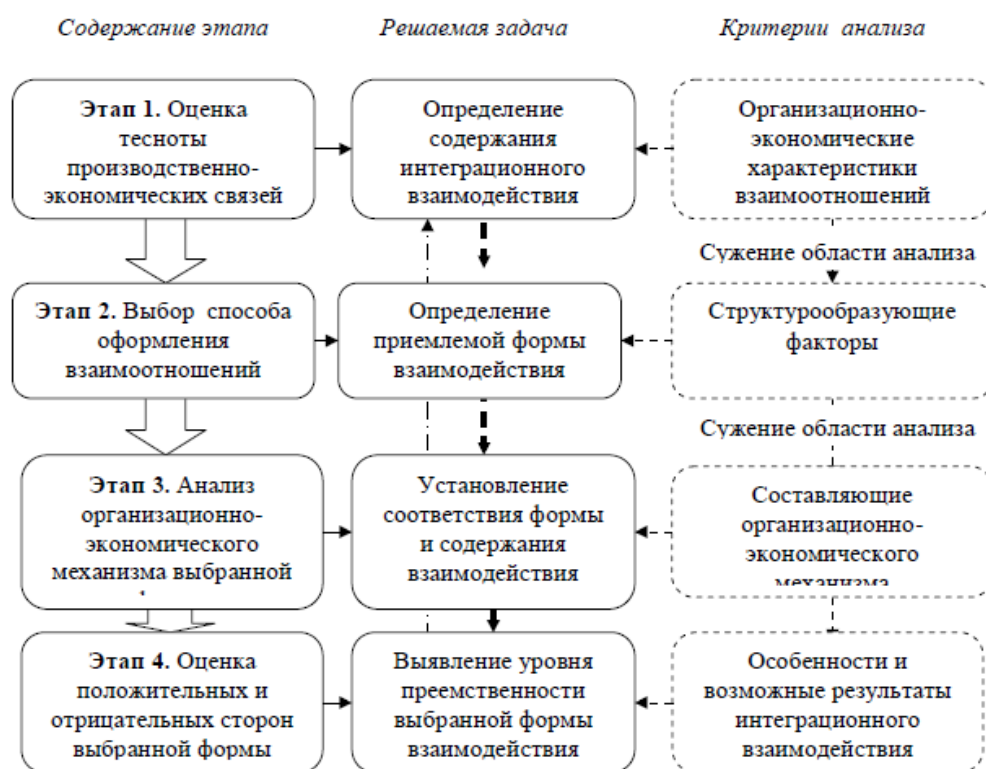 Содержание этапа
Решаемая задача
Критерии анализа
Этап 1. Оценка
тесноты
производственно-
экономических связей
Определение
содержания
интеграционного
взаимодействия
Организационно-
экономические
характеристики
взаимоотношений
Сужение области анализа
Этап 2. Выбор способа
оформления
взаимоотношений
Определение
приемлемой формы
взаимодействия
Структурообразующие
факторы
Сужение области анализа
Этап 3. Анализ
организационно-
экономического
механизма выбранной
Установление
соответствия формы
и содержания
взаимодействия
Составляющие
организационно-
экономического
механизма
Этап 4. Оценка
положительных и
отрицательных сторон
выбранной формы
Выявление уровня
преемственности
выбранной формы
взаимодействия
Особенности и
возможные результаты
интеграционного
взаимодействия